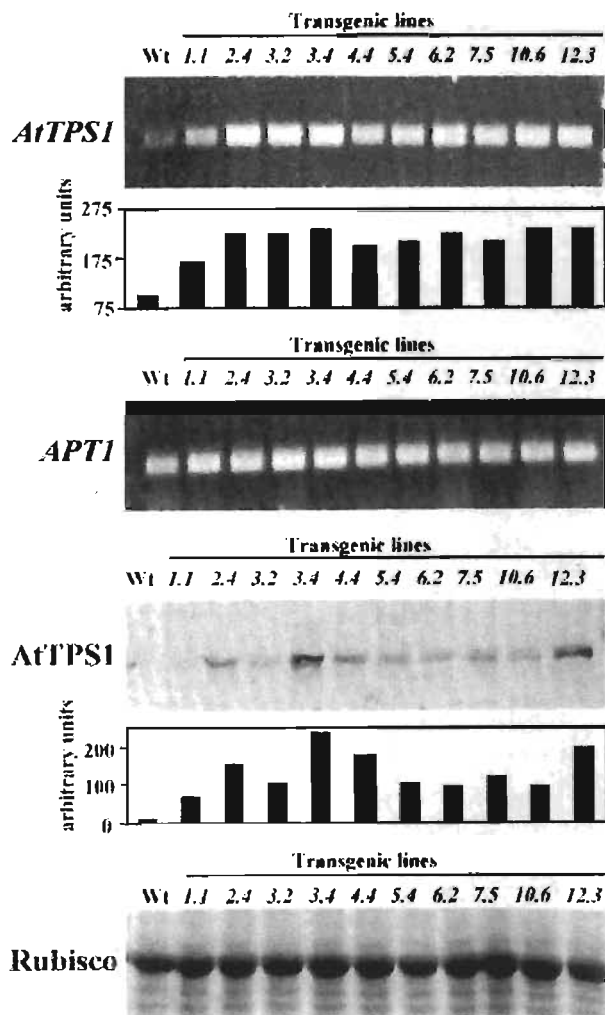 Transgenic lines
Wt 1.1 2.4 3.2 3.4 4.4 5.4 6.2 7.5 10.6 12.3
AtTPS1
275
175
75
arbitrary units
Transgenic lines
Wt 1.1 2.4 3.2 3.4 4.4 5.4 6.2 7.5 10.6 12.3
APT1
Transgenic lines
Wt 1.1 2.4 3.2 3.4 4.4 5.4 6.2 7.5 10.6 12.3
AtTPS1
200
100
0
arbitrary units
Transgenic lines
Wt 1.1 2.4 3.2 3.4 4.4 5.4 6.2 7.5 10.6 12.3
Rubisco